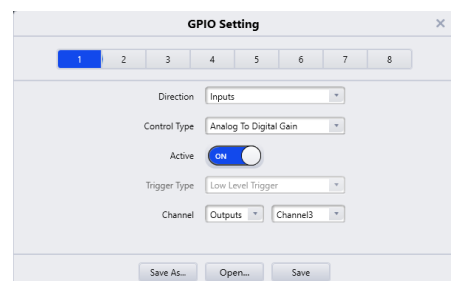 GPIO Setting
1 2 3 4 5 6 7 8
Direction Inputs
Control Type Analog To Digital Gain
Active ON
Trigger Type Low Level Trigger
Channel Outputs Channel3
Save As... Open... Save